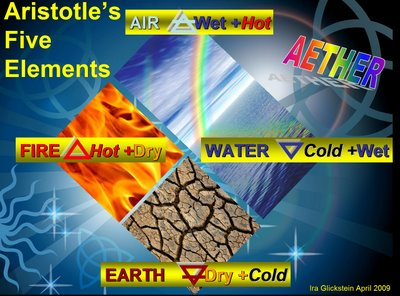 Aristotle's
Five
Elements
AIR Wet +Hot
AETHER
FIRE Hot +Dry
WATER Cold +Wet
EARTH Dry +Cold
Ira Glickstein April 2009